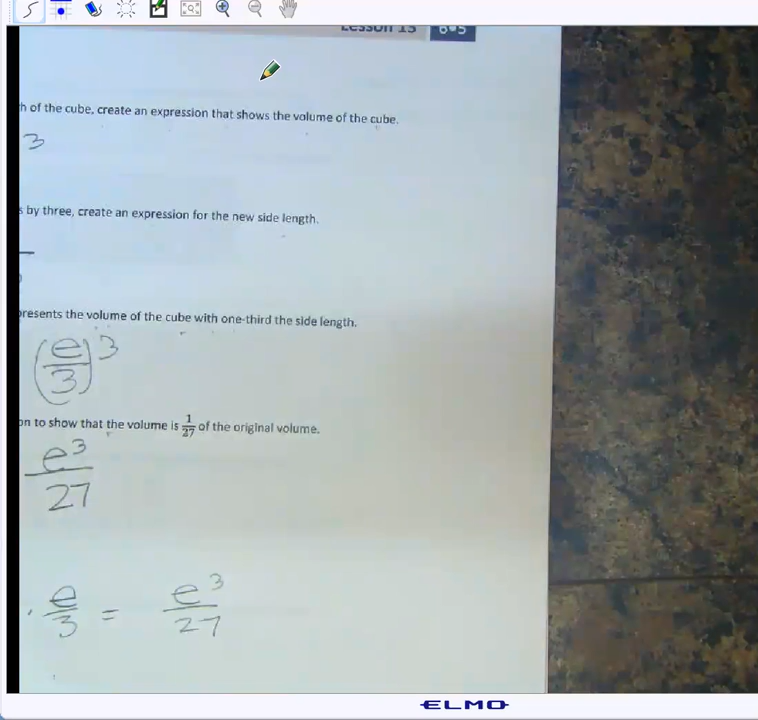 Lesson 15 6•5
h of the cube, create an expression that shows the volume of the cube.
3
s by three, create an expression for the new side length.
resents the volume of the cube with one-third the side length.
(e/3)^3
on to show that the volume is 1/27 of the original volume.
e^3/27
· e/3 = e^3/27
ELMO